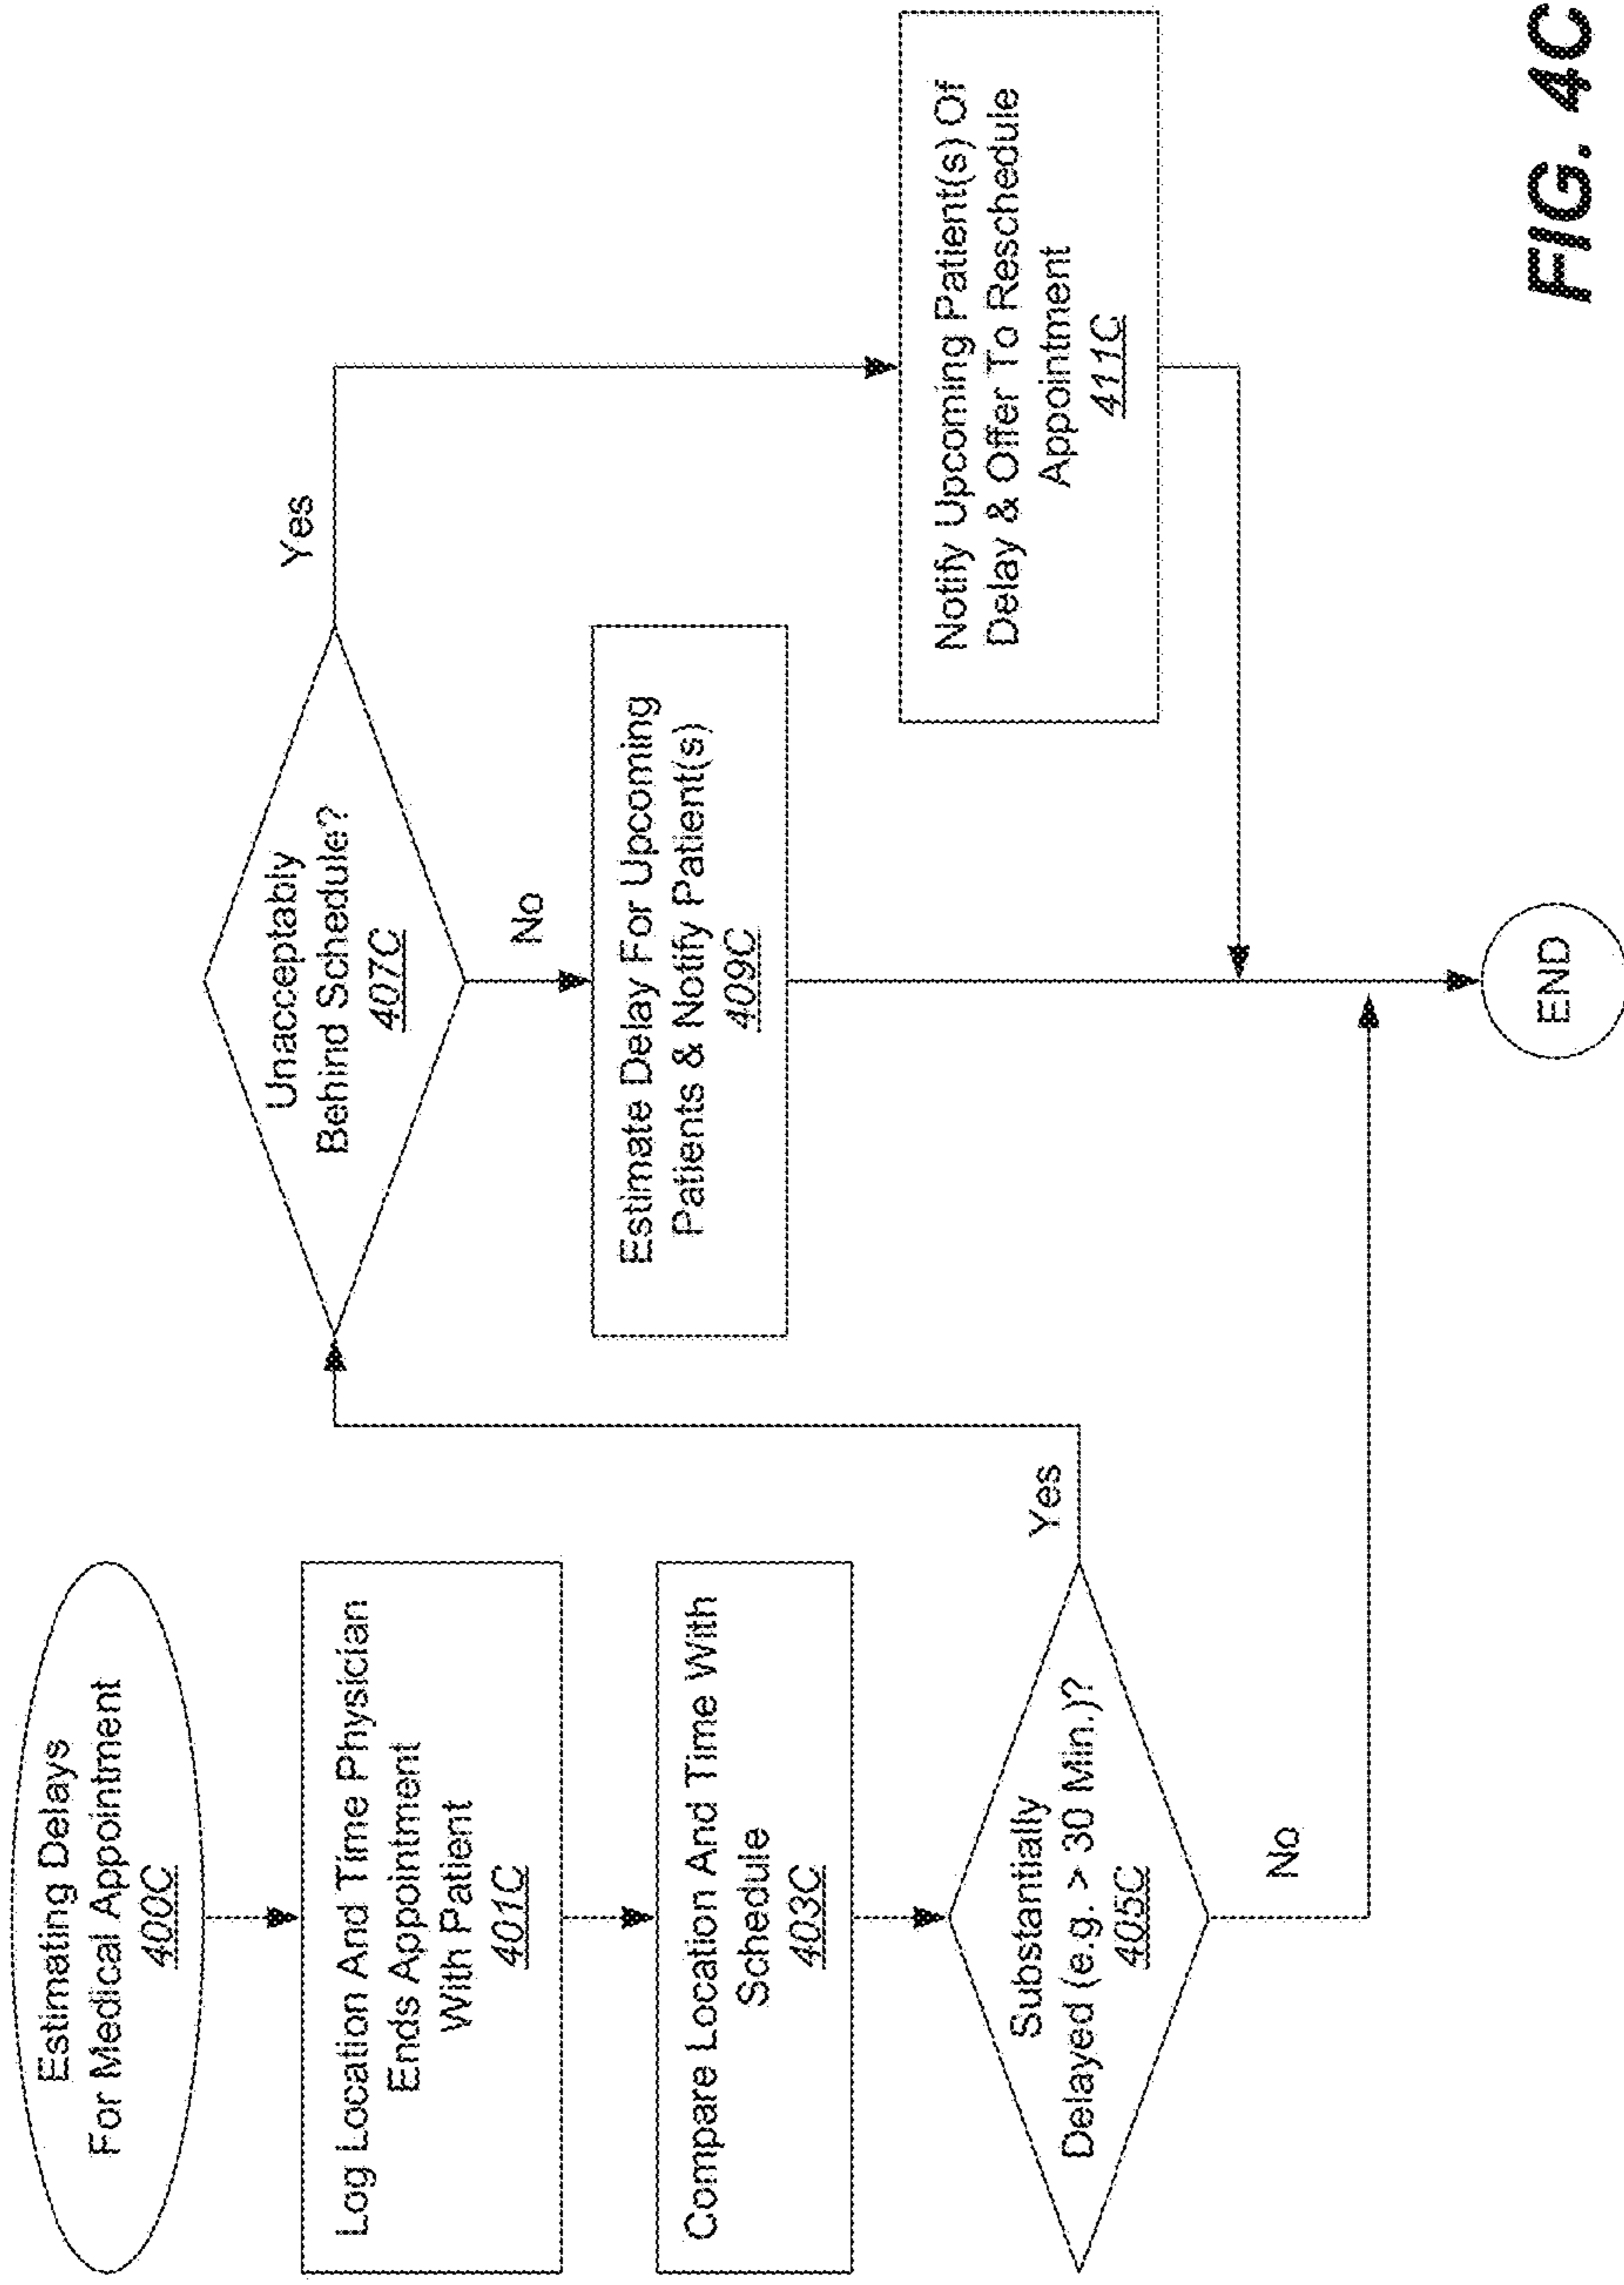 Estimating Delays
For Medical Appointment
400C
Log Location And Time Physician
Ends Appointment
With Patient
401C
Compare Location And Time With
Schedule
403C
Substantially
Delayed (e.g. > 30 Min.)?
405C
Yes
No
Unacceptably
Behind Schedule?
407C
Yes
No
Estimate Delay For Upcoming
Patients & Notify Patient(s)
409C
Notify Upcoming Patient(s) Of
Delay & Offer To Reschedule
Appointment
411C
END
FIG. 4C